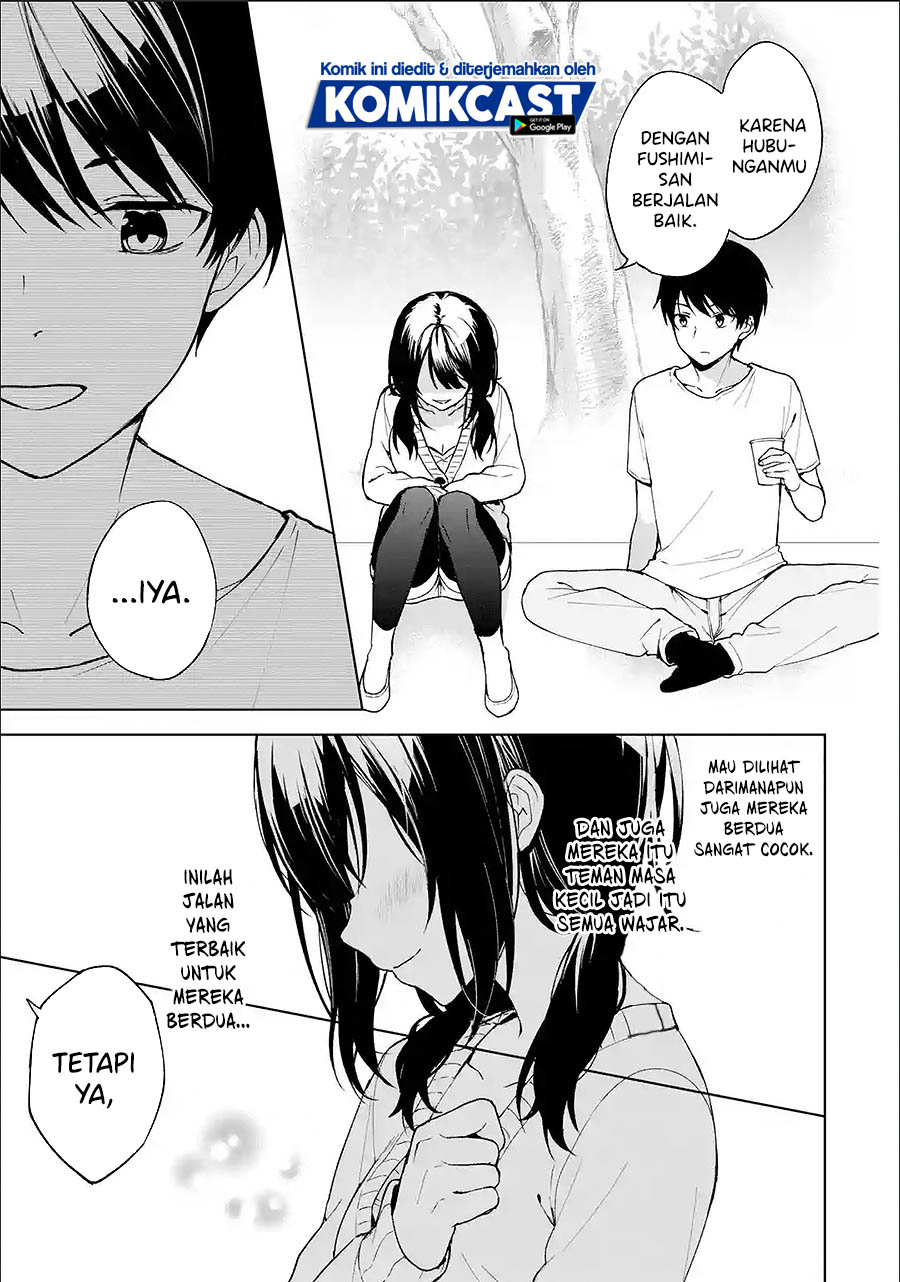 Komik ini diedit & diterjemahkan oleh
KOMIKCAST
GET IT ON
Google Play
KARENA
HUBU-
NGANMU
DENGAN
FUSHIMI-
SAN
BERJALAN
BAIK.
...IYA.
MAU DILIHAT
DARIMANAPUN
JUGA MEREKA
BERDUA
SANGAT COCOK.
DAN JUGA
MEREKA ITU
TEMAN MASA
KECIL JADI ITU
SEMUA WAJAR...
INILAH
JALAN
YANG
TERBAIK
UNTUK
MEREKA
BERDUA...
TETAPI
YA,